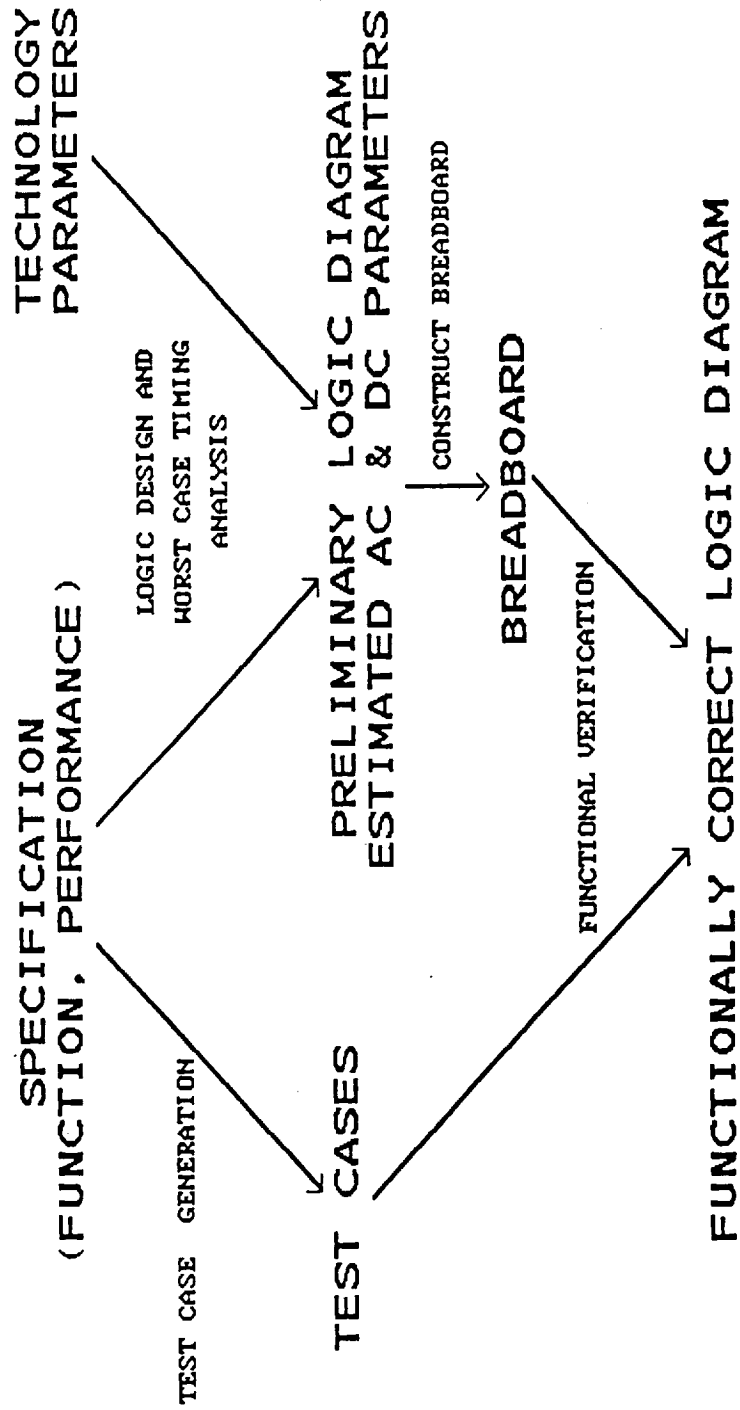 SPECIFICATION
(FUNCTION, PERFORMANCE)
TECHNOLOGY
PARAMETERS
TEST CASE GENERATION
LOGIC DESIGN AND
WORST CASE TIMING
ANALYSIS
TEST CASES
PRELIMINARY LOGIC DIAGRAM
ESTIMATED AC & DC PARAMETERS
CONSTRUCT BREADBOARD
BREADBOARD
FUNCTIONAL VERIFICATION
FUNCTIONALLY CORRECT LOGIC DIAGRAM